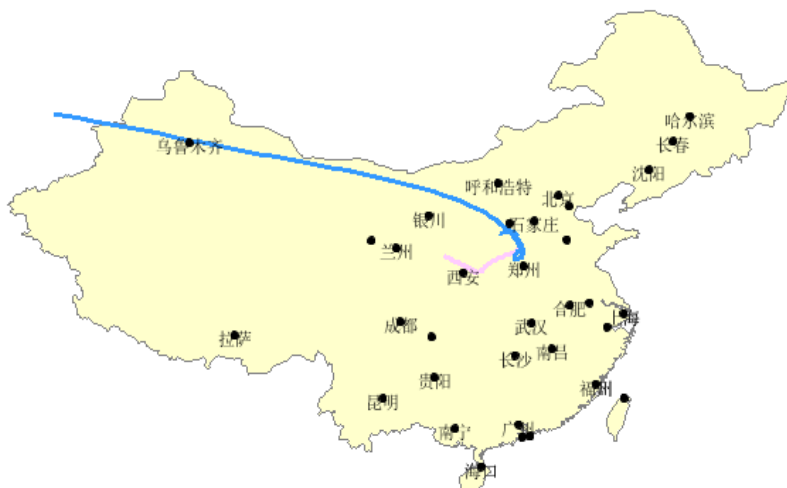 哈尔滨
长春
乌鲁木齐
沈阳
呼和浩特
北京
银川
石家庄
兰州
郑州
西安
合肥
上海
成都
武汉
拉萨
南昌
长沙
贵阳
福州
昆明
广州
南宁
海口